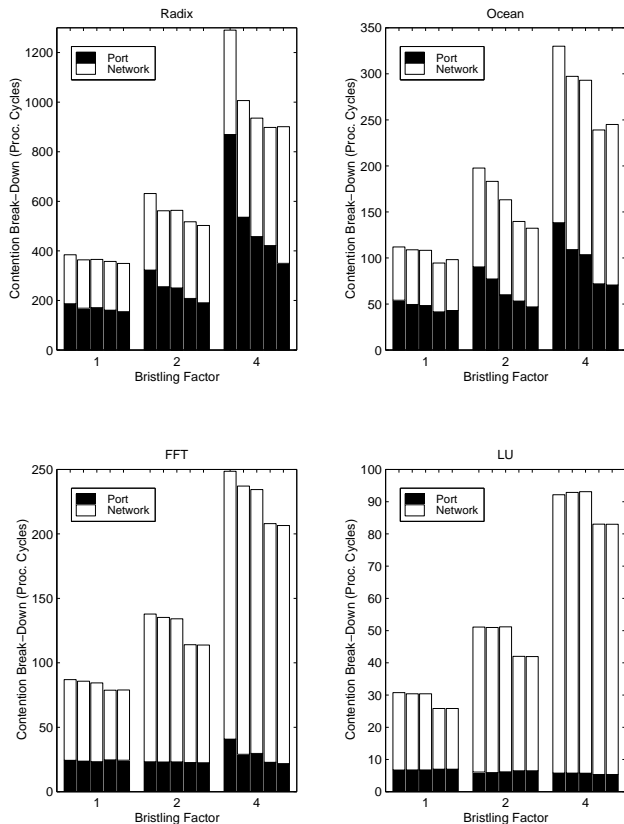 Radix
Contention Break−Down (Proc. Cycles)
1200
1000
800
600
400
200
0
Port
Network
1
2
4
Bristling Factor
Ocean
Contention Break−Down (Proc. Cycles)
350
300
250
200
150
100
50
0
Port
Network
1
2
4
Bristling Factor
FFT
Contention Break−Down (Proc. Cycles)
250
200
150
100
50
0
Port
Network
1
2
4
Bristling Factor
LU
Contention Break−Down (Proc. Cycles)
100
90
80
70
60
50
40
30
20
10
0
Port
Network
1
2
4
Bristling Factor